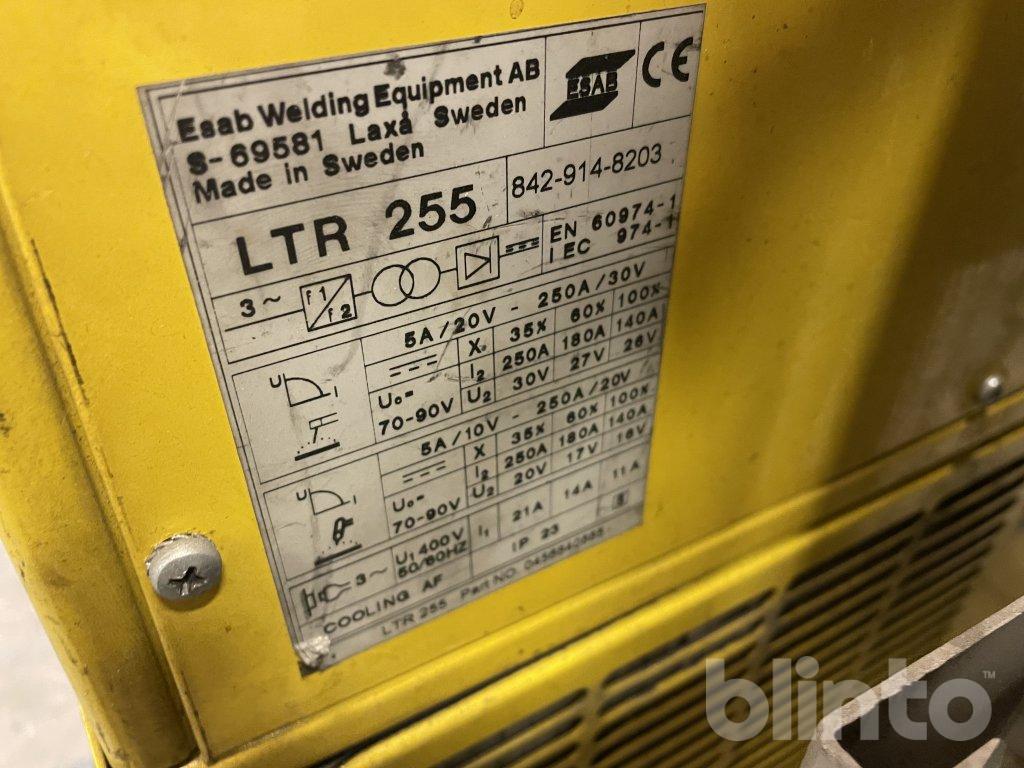 Esab Welding Equipment AB
S-69581 Laxå Sweden
Made in Sweden
ESAB
CE
LTR 255
842-914-8203
3~
f1
f2
EN 60974-1
IEC 974-1
5A/20V - 250A/30V
X 35% 60% 100%
I2 250A 180A 140A
U0= 70-90V
U2 30V 27V 26V
U I
5A/10V - 250A/20V
X 35% 60% 100%
I2 250A 180A 140A
U0= 70-90V
U2 20V 17V 16V
U I
3~ U1 400V
50/60HZ
I1 21A 14A 11A
COOLING AF
IP 23
S
LTR 255 Part NO.
blinto™